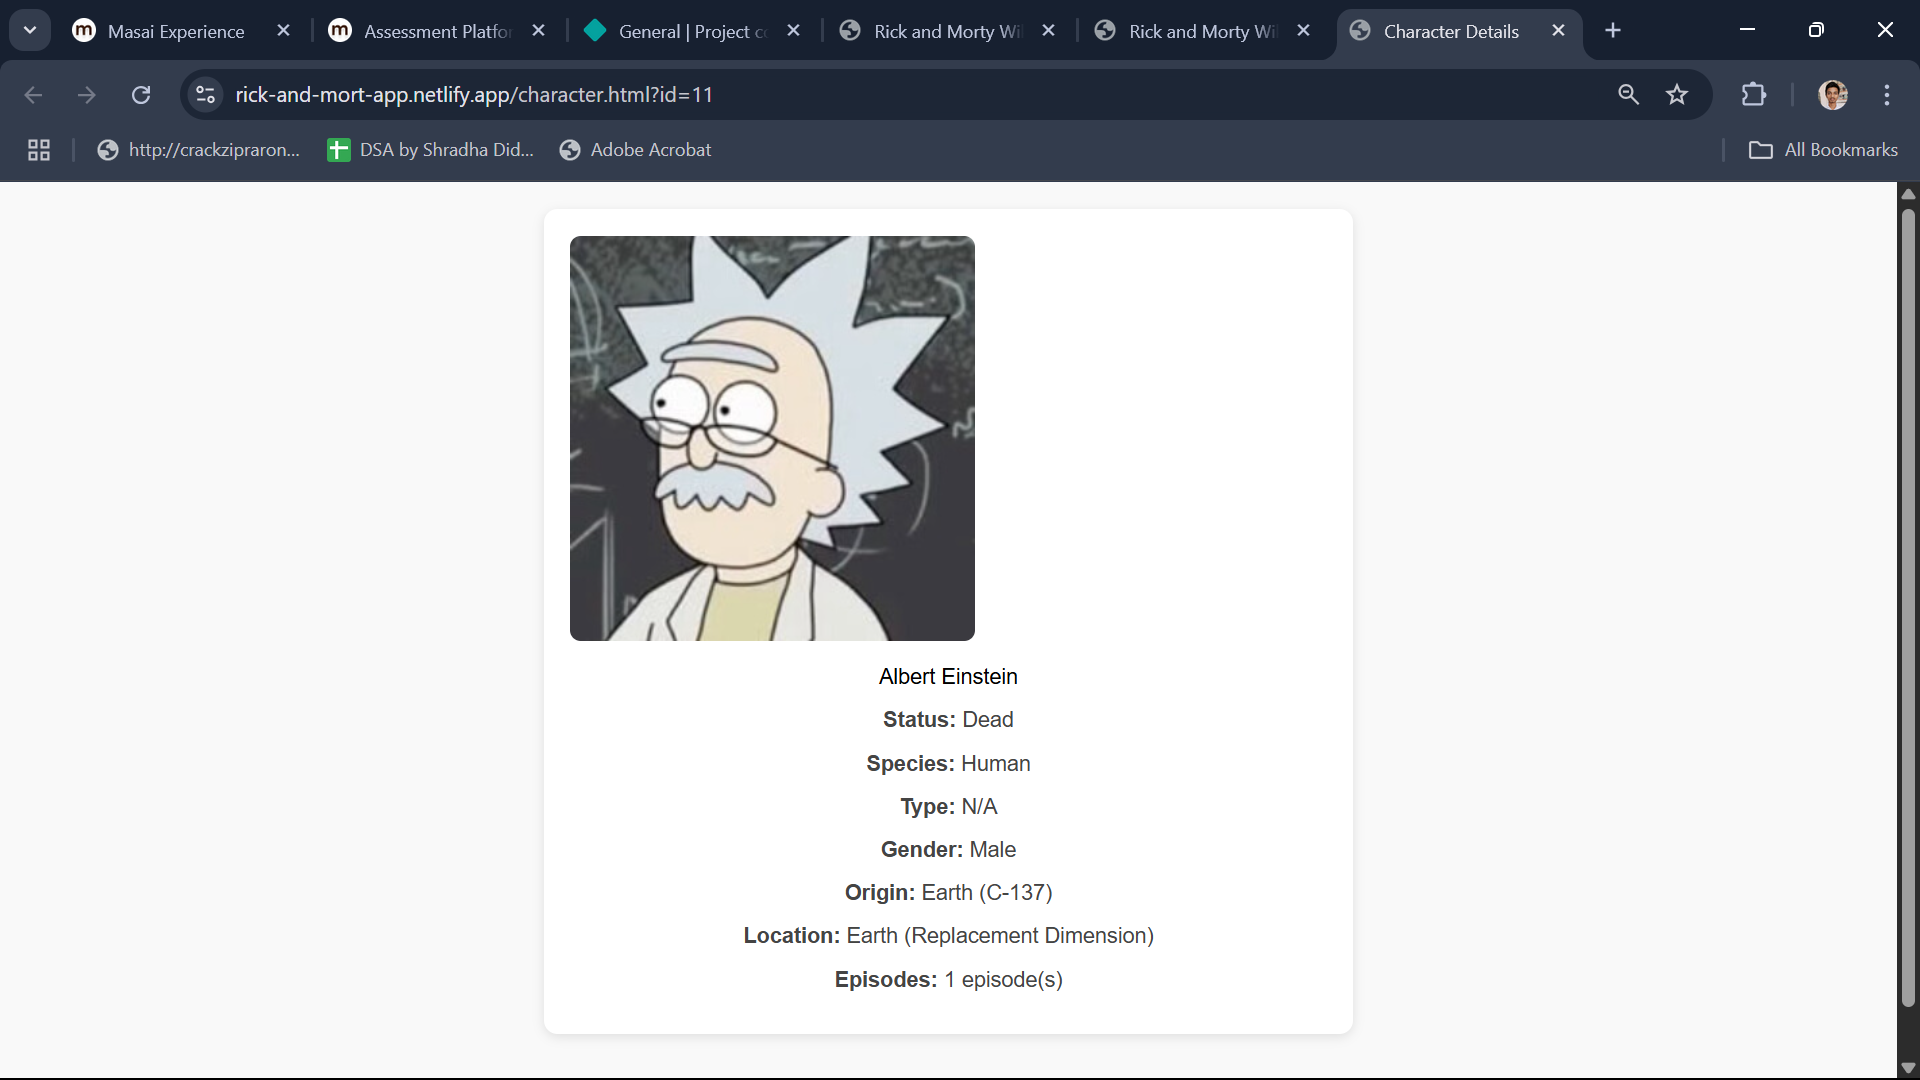 Masai Experience
Assessment Platfor
General | Project co
Rick and Morty Wi
Rick and Morty Wi
Character Details
rick-and-mort-app.netlify.app/character.html?id=11
http://crackzipraron...
DSA by Shradha Did...
Adobe Acrobat
All Bookmarks
Albert Einstein
Status: Dead
Species: Human
Type: N/A
Gender: Male
Origin: Earth (C-137)
Location: Earth (Replacement Dimension)
Episodes: 1 episode(s)